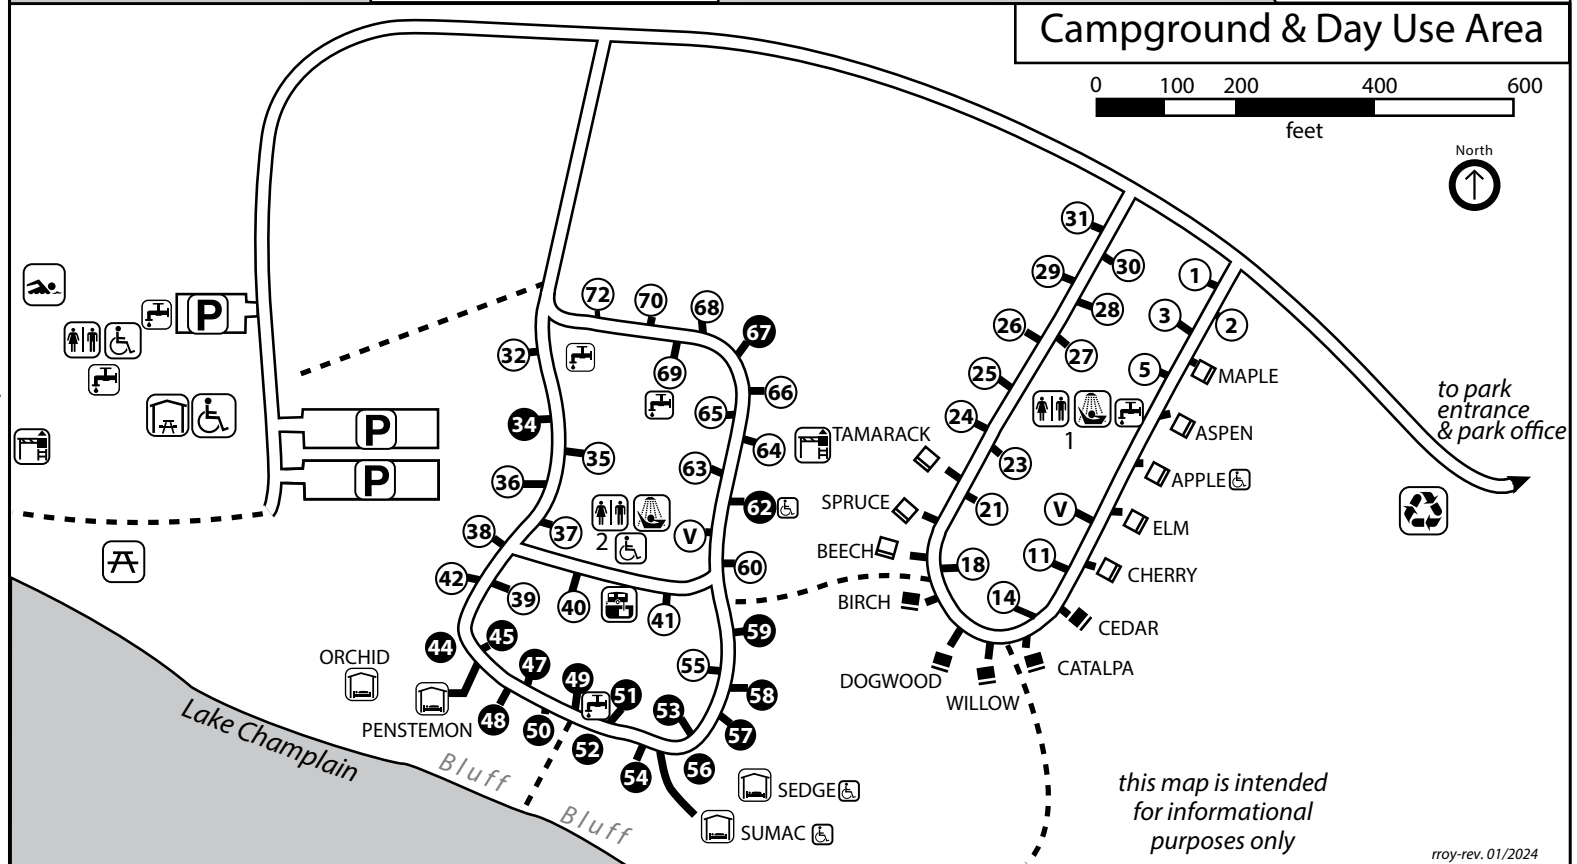 Campground & Day Use Area
0 100 200 400 600
feet
North
31
30
29
1
28
72
70
68
3
2
P
26
67
32
27
69
5
MAPLE
25
66
to park
entrance
& park office
65
24
34
P
TAMARACK
1
ASPEN
64
35
23
63
36
P
APPLE
SPRUCE
62
21
V
38
37
2
V
ELM
BEECH
11
18
60
CHERRY
42
39
40
41
BIRCH
14
59
CEDAR
44
45
ORCHID
47
55
CATALPA
49
DOGWOOD
WILLOW
51
58
PENSTEMON
48
53
50
57
52
Lake Champlain
Bluff
54
56
SEDGE
Bluff
SUMAC
this map is intended
for informational
purposes only
rroy-rev. 01/2024